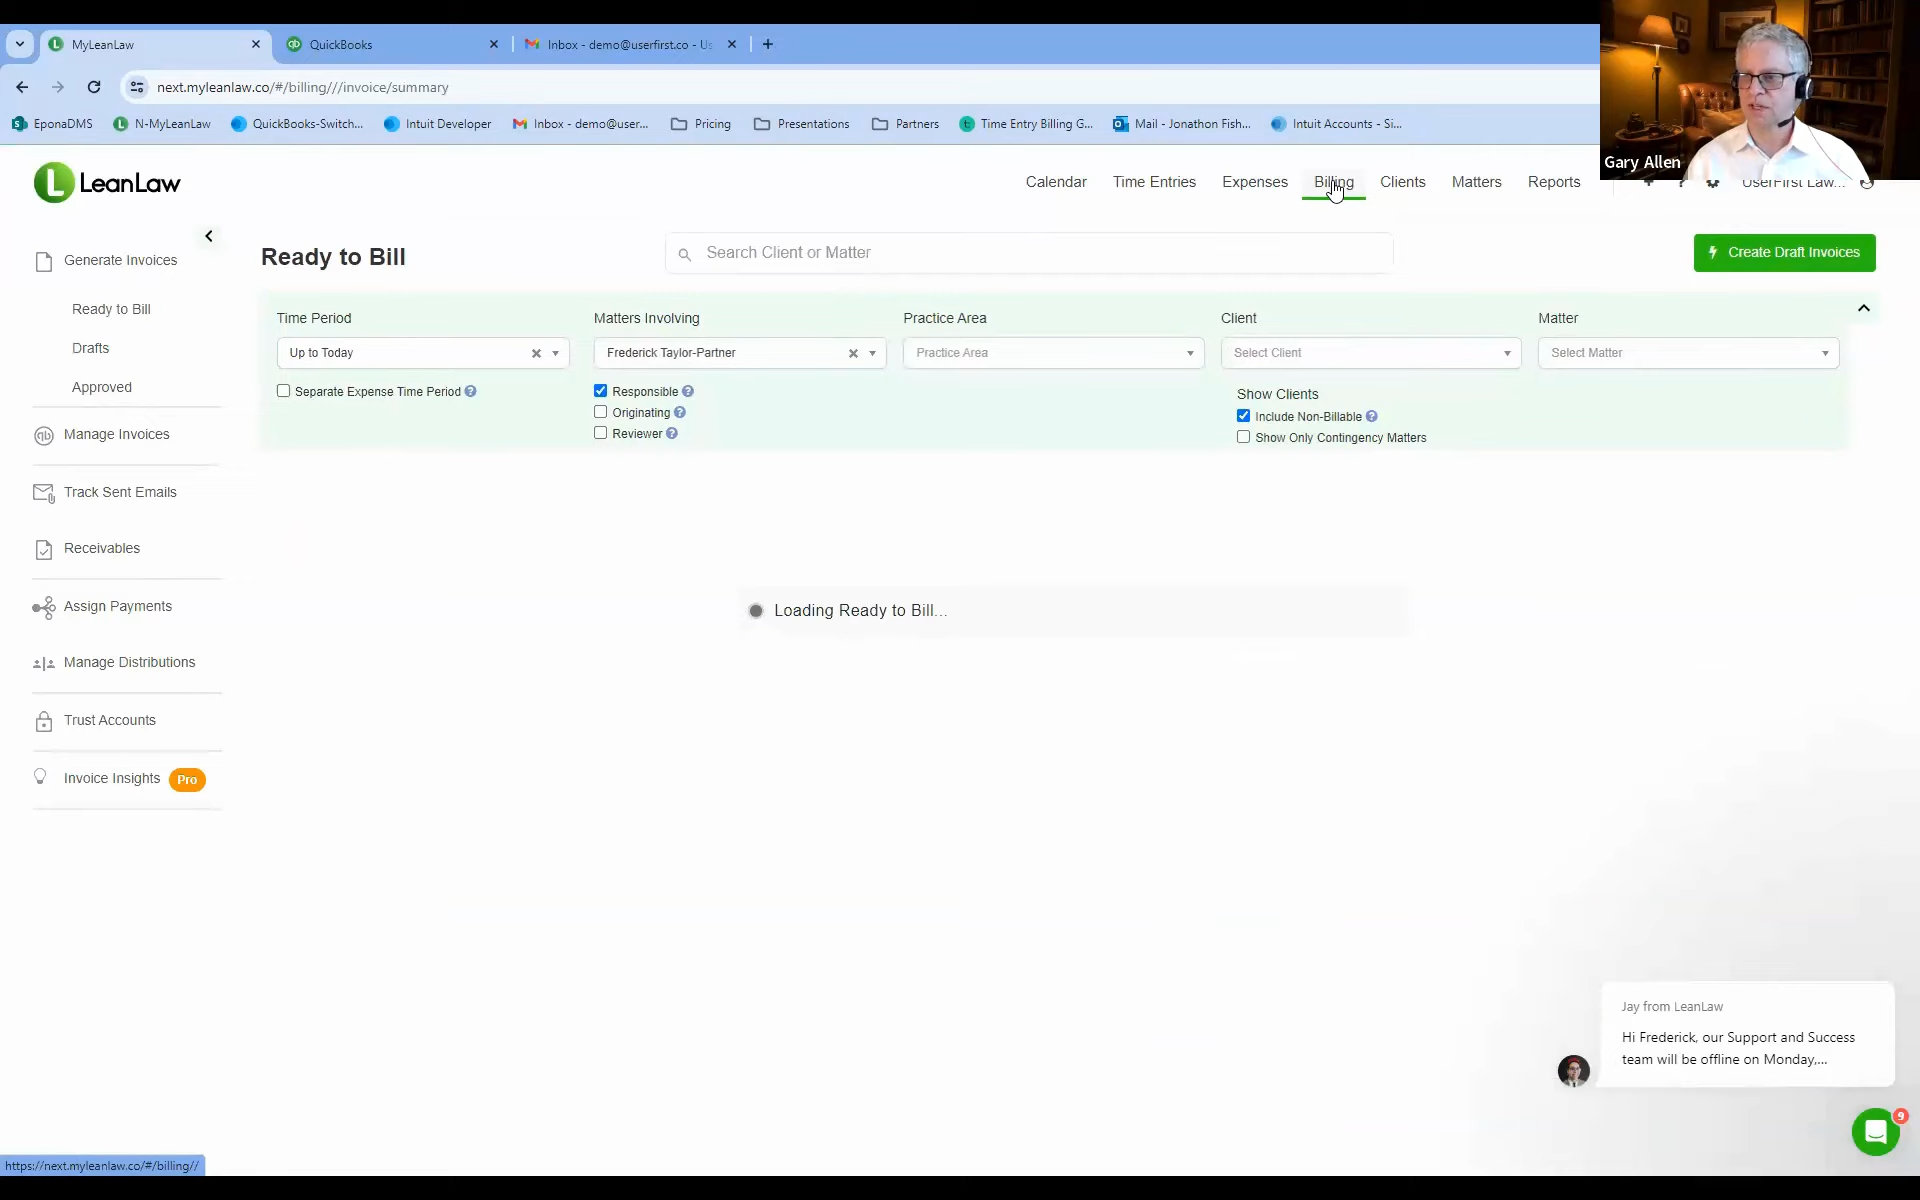 MyLeanLaw
QuickBooks
Inbox - demo@userfirst.co - Us
next.myleanlaw.co/#/billing///invoice/summary
EponaDMS
N-MyLeanLaw
QuickBooks-Switch...
Intuit Developer
Inbox - demo@user...
Pricing
Presentations
Partners
Time Entry Billing G...
Mail - Jonathon Fish...
Intuit Accounts - Si...
Gary Allen
LeanLaw
Calendar
Time Entries
Expenses
Billing
Clients
Matters
Reports
UserFirst Law...
Generate Invoices
Ready to Bill
Drafts
Approved
Manage Invoices
Track Sent Emails
Receivables
Assign Payments
Manage Distributions
Trust Accounts
Invoice Insights Pro
Ready to Bill
Search Client or Matter
Create Draft Invoices
Time Period
Up to Today
Separate Expense Time Period
Matters Involving
Frederick Taylor-Partner
Responsible
Originating
Reviewer
Practice Area
Practice Area
Client
Select Client
Show Clients
Include Non-Billable
Show Only Contingency Matters
Matter
Select Matter
Loading Ready to Bill...
Jay from LeanLaw
Hi Frederick, our Support and Success
team will be offline on Monday,...
9
https://next.myleanlaw.co/#/billing//